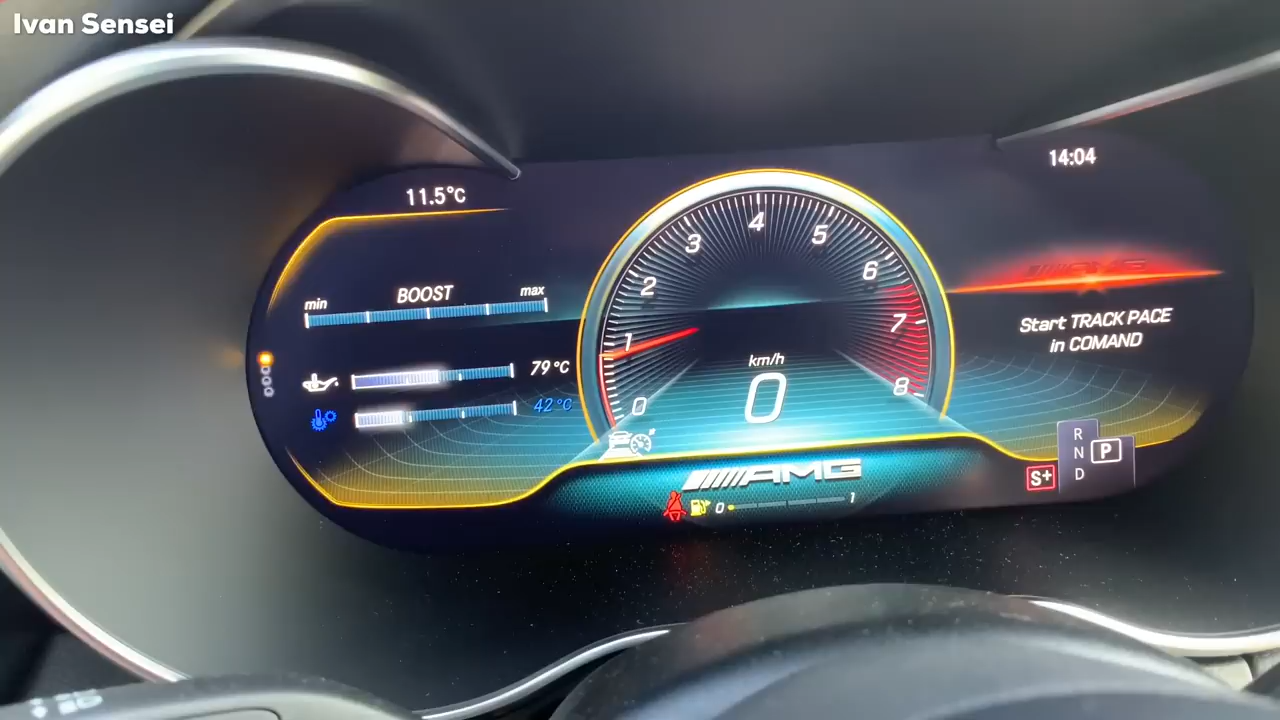 Ivan Sensei
11.5°C
14:04
min BOOST max
79°C
42°C
0
1
2
3
4
5
6
7
8
km/h
0
Start TRACK PACE
in COMAND
R
N
D
P
S+
AMG
0 1